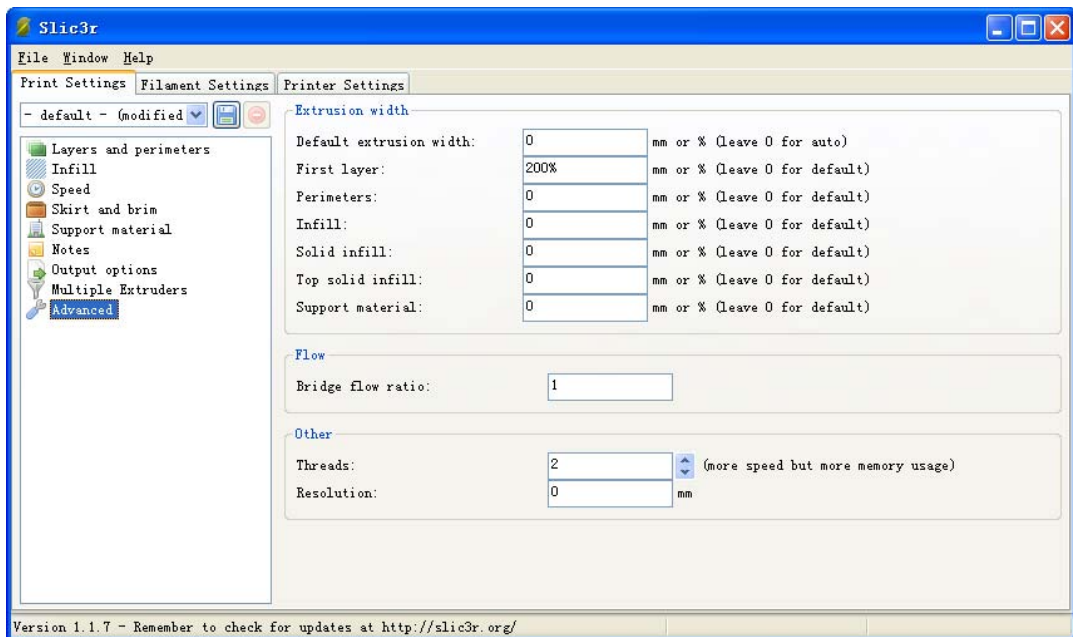 Slic3r
File Window Help
Print Settings Filament Settings Printer Settings
- default - (modified
Layers and perimeters
Infill
Speed
Skirt and brim
Support material
Notes
Output options
Multiple Extruders
Advanced
Extrusion width
Default extrusion width: 0 mm or % (leave 0 for auto)
First layer: 200% mm or % (leave 0 for default)
Perimeters: 0 mm or % (leave 0 for default)
Infill: 0 mm or % (leave 0 for default)
Solid infill: 0 mm or % (leave 0 for default)
Top solid infill: 0 mm or % (leave 0 for default)
Support material: 0 mm or % (leave 0 for default)
Flow
Bridge flow ratio: 1
Other
Threads: 2 (more speed but more memory usage)
Resolution: 0 mm
Version 1.1.7 - Remember to check for updates at http://slic3r.org/